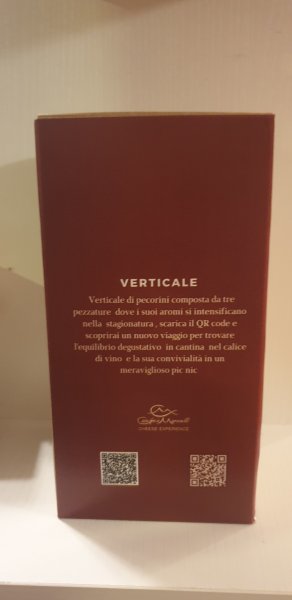 VERTICALE
Verticale di pecorini composta da tre
pezzature dove i suoi aromi si intensificano
nella stagionatura , scarica il QR code e
scoprirai un nuovo viaggio per trovare
l'equilibrio degustativo in cantina nel calice
di vino e la sua convivialità in un
meraviglioso pic nic
CHEESE EXPERIENCE